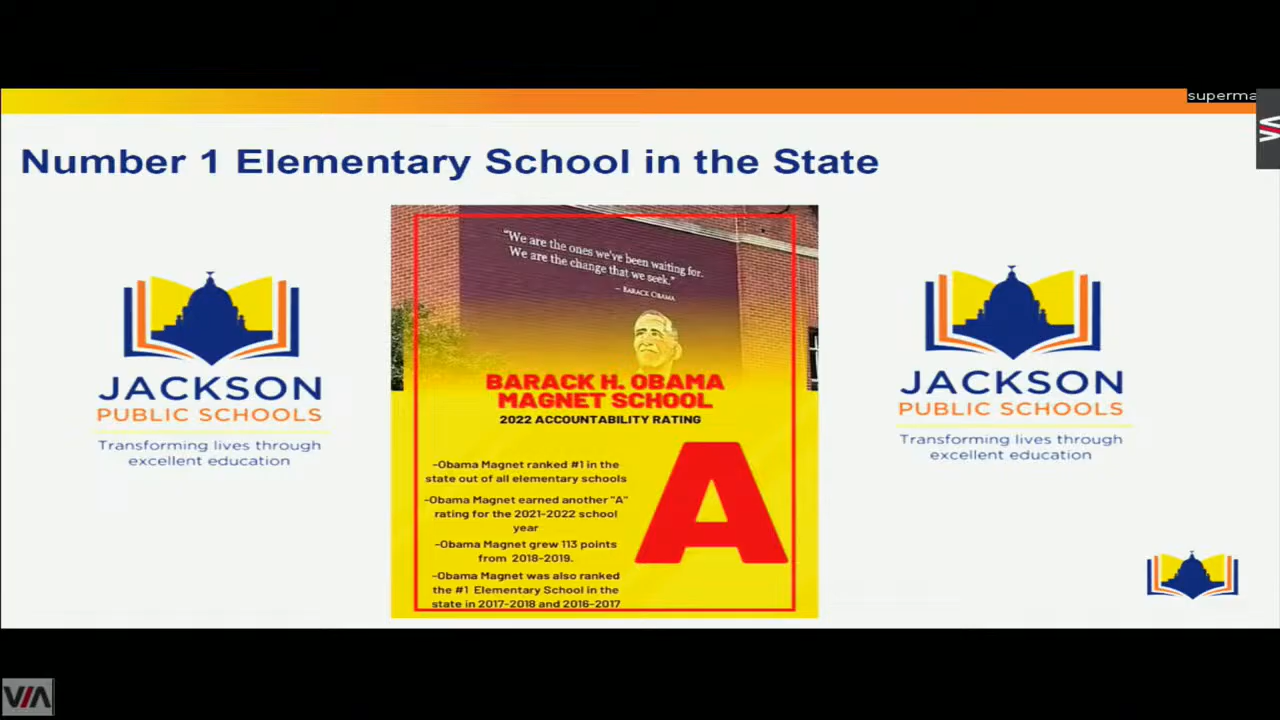 superma
Number 1 Elementary School in the State
"We are the ones we've been waiting for.
We are the change that we seek."
– BARACK OBAMA
BARACK H. OBAMA
MAGNET SCHOOL
2022 ACCOUNTABILITY RATING
-Obama Magnet ranked #1 in the
state out of all elementary schools
-Obama Magnet earned another "A"
rating for the 2021-2022 school
year
-Obama Magnet grew 113 points
from 2018-2019.
-Obama Magnet was also ranked
the #1 Elementary School in the
state in 2017-2018 and 2016-2017
A
JACKSON
PUBLIC SCHOOLS
Transforming lives through
excellent education
JACKSON
PUBLIC SCHOOLS
Transforming lives through
excellent education
VIA